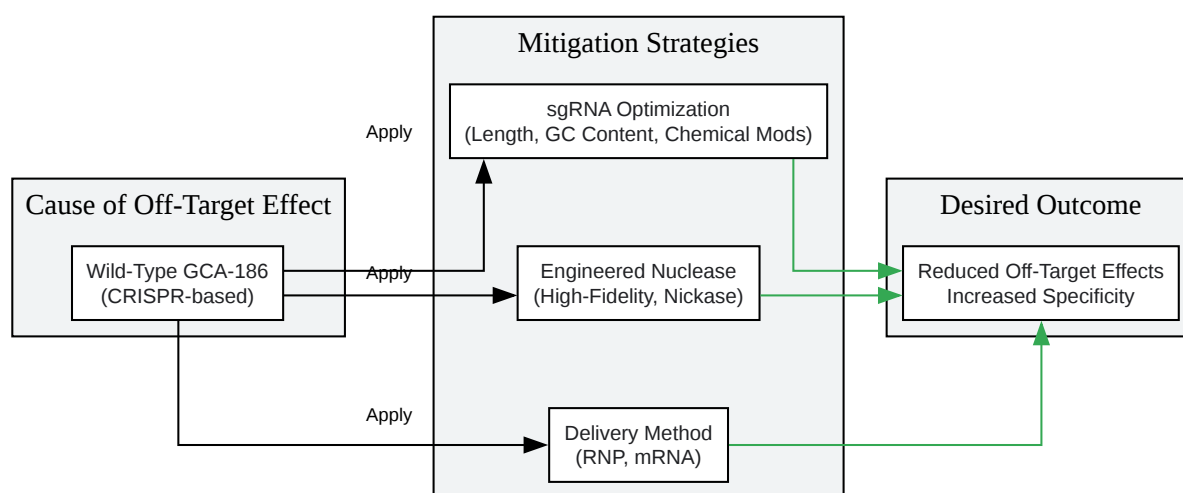 Mitigation Strategies
sgRNA Optimization
(Length, GC Content, Chemical Mods)
Apply
Cause of Off-Target Effect
Desired Outcome
Wild-Type GCA-186
(CRISPR-based)
Apply
Engineered Nuclease
(High-Fidelity, Nickase)
Reduced Off-Target Effects
Increased Specificity
Apply
Delivery Method
(RNP, mRNA)